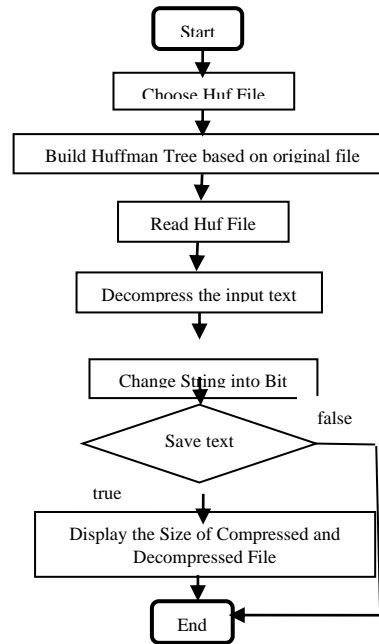 Start
Choose Huf File
Build Huffman Tree based on original file
Read Huf File
Decompress the input text
Change String into Bit
false
Save text
true
Display the Size of Compressed and
Decompressed File
End